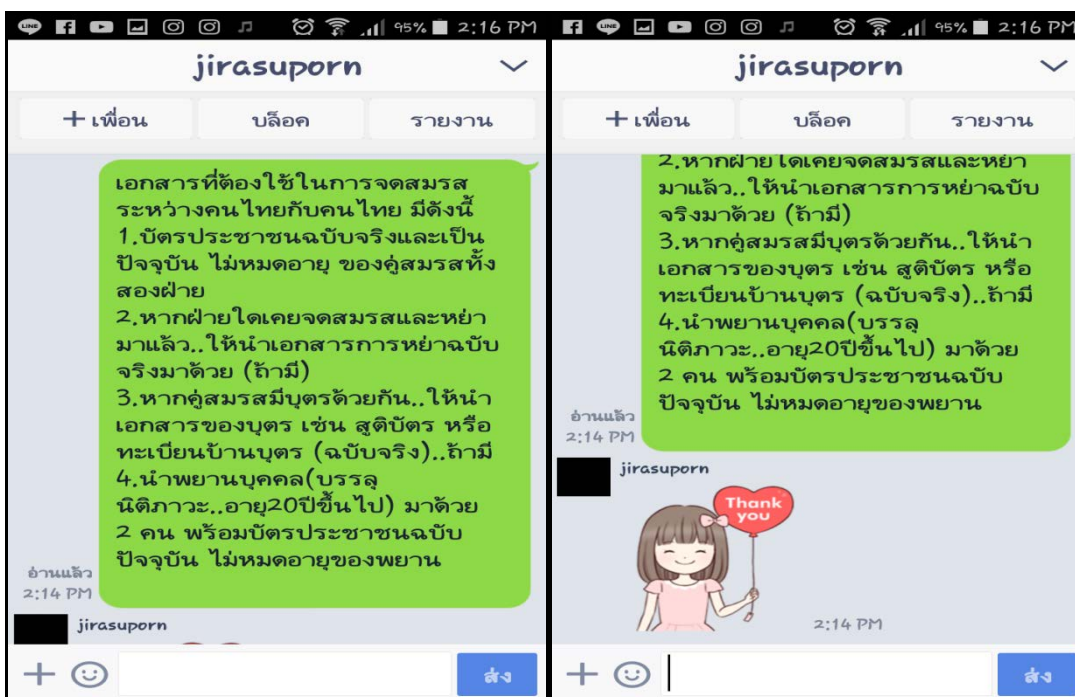 LINE 95% 2:16 PM
jirasuporn
+ เพื่อน บล็อค รายงาน
เอกสารที่ต้องใช้ในการจดสมรส
ระหว่างคนไทยกับคนไทย มีดังนี้
1.บัตรประชาชนฉบับจริงและเป็น
ปัจจุบัน ไม่หมดอายุ ของคู่สมรสทั้ง
สองฝ่าย
2.หากฝ่ายใดเคยจดสมรสและหย่า
มาแล้ว..ให้นำเอกสารการหย่าฉบับ
จริงมาด้วย (ถ้ามี)
3.หากคู่สมรสมีบุตรด้วยกัน..ให้นำ
เอกสารของบุตร เช่น สูติบัตร หรือ
ทะเบียนบ้านบุตร (ฉบับจริง)..ถ้ามี
4.นำพยานบุคคล(บรรลุ
นิติภาวะ..อายุ20ปีขึ้นไป) มาด้วย
2 คน พร้อมบัตรประชาชนฉบับ
ปัจจุบัน ไม่หมดอายุของพยาน
อ่านแล้ว
2:14 PM
jirasuporn
ส่ง
LINE 95% 2:16 PM
jirasuporn
+ เพื่อน บล็อค รายงาน
2.หากฝ่ายใดเคยจดสมรสและหย่า
มาแล้ว..ให้นำเอกสารการหย่าฉบับ
จริงมาด้วย (ถ้ามี)
3.หากคู่สมรสมีบุตรด้วยกัน..ให้นำ
เอกสารของบุตร เช่น สูติบัตร หรือ
ทะเบียนบ้านบุตร (ฉบับจริง)..ถ้ามี
4.นำพยานบุคคล(บรรลุ
นิติภาวะ..อายุ20ปีขึ้นไป) มาด้วย
2 คน พร้อมบัตรประชาชนฉบับ
ปัจจุบัน ไม่หมดอายุของพยาน
อ่านแล้ว
2:14 PM
jirasuporn
Thank
you
2:14 PM
ส่ง